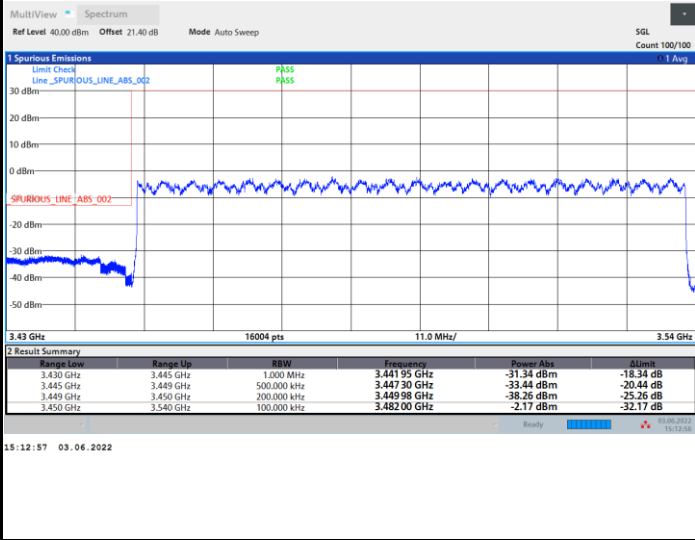 MultiView Spectrum
Ref Level 40.00 dBm Offset 21.40 dB Mode Auto Sweep SGL
Count 100/100
1 Spurious Emissions 1 Avg
Limit Check PASS
Line _SPURIOUS_LINE_ABS_002 PASS
30 dBm
20 dBm
10 dBm
0 dBm
_SPURIOUS_LINE_ABS_002
-20 dBm
-30 dBm
-40 dBm
-50 dBm
3.43 GHz 16004 pts 11.0 MHz/ 3.54 GHz
2 Result Summary
Range Low Range Up RBW Frequency Power Abs ΔLimit
3.430 GHz 3.445 GHz 1.000 MHz 3.441 95 GHz -31.34 dBm -18.34 dB
3.445 GHz 3.449 GHz 500.000 kHz 3.447 30 GHz -33.44 dBm -20.44 dB
3.449 GHz 3.450 GHz 200.000 kHz 3.449 98 GHz -38.26 dBm -25.26 dB
3.450 GHz 3.540 GHz 100.000 kHz 3.482 00 GHz -2.17 dBm -32.17 dB
Ready 03.06.2022
15:12:56
15:12:57 03.06.2022